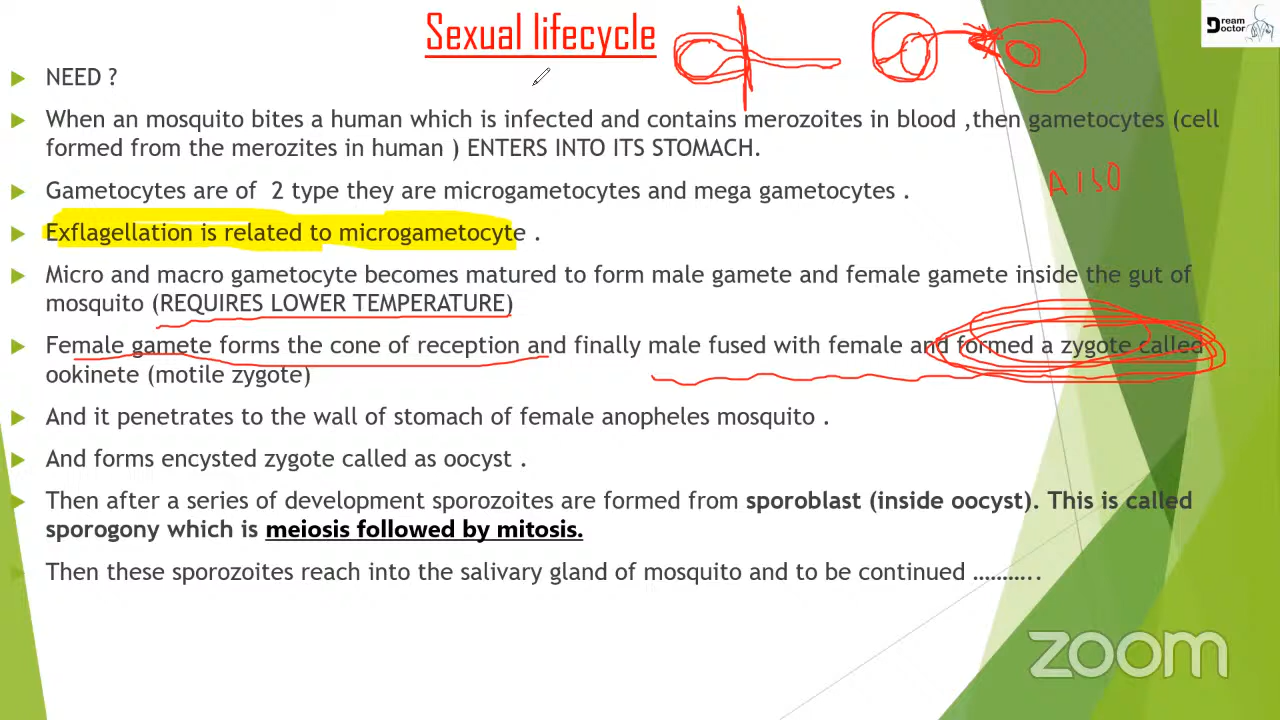 Sexual lifecycle
Dream
Doctor
NEED ?
When an mosquito bites a human which is infected and contains merozoites in blood ,then gametocytes (cell
formed from the merozites in human ) ENTERS INTO ITS STOMACH.
Gametocytes are of 2 type they are microgametocytes and mega gametocytes .
Exflagellation is related to microgametocyte .
Micro and macro gametocyte becomes matured to form male gamete and female gamete inside the gut of
mosquito (REQUIRES LOWER TEMPERATURE)
Female gamete forms the cone of reception and finally male fused with female and formed a zygote called
ookinete (motile zygote)
And it penetrates to the wall of stomach of female anopheles mosquito .
And forms encysted zygote called as oocyst .
Then after a series of development sporozoites are formed from sporoblast (inside oocyst). This is called
sporogony which is meiosis followed by mitosis.
Then these sporozoites reach into the salivary gland of mosquito and to be continued ………..
zoom